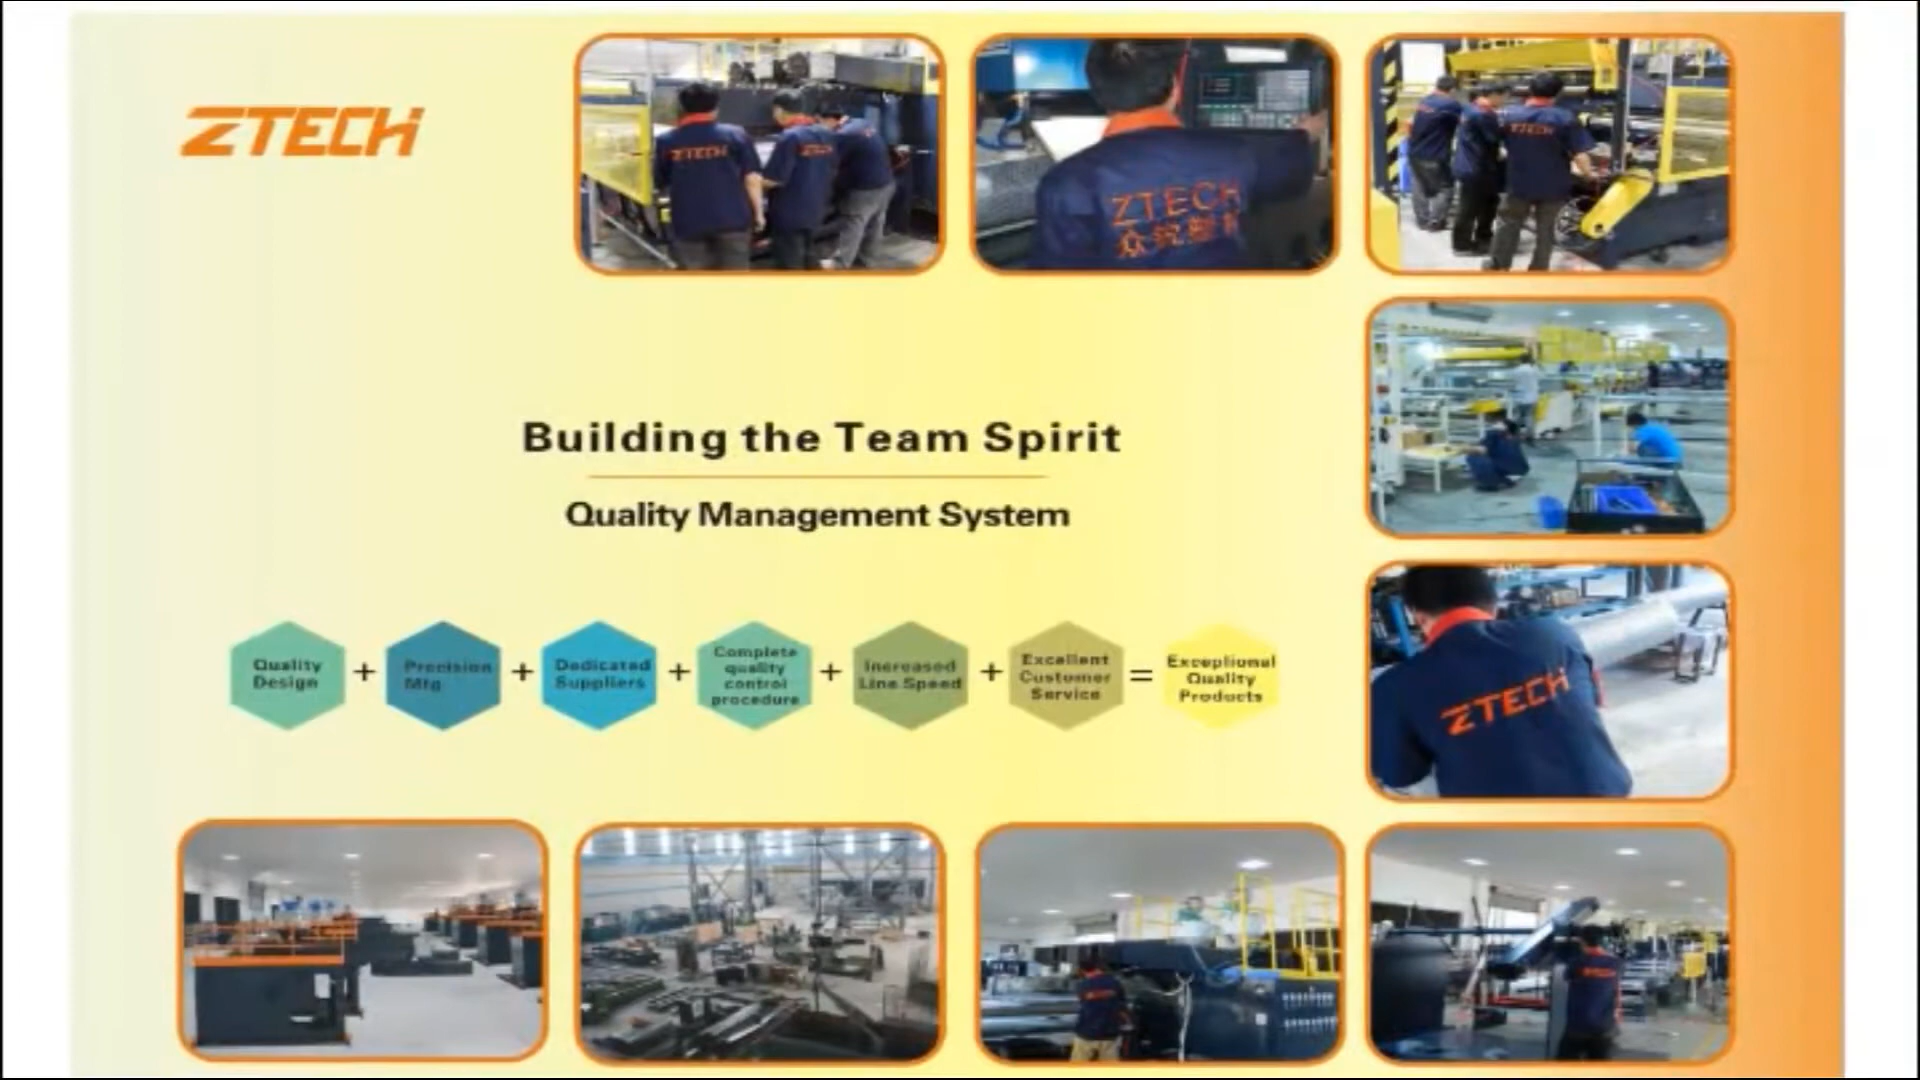 ZTECH
ZTECH
ZTECH
ZTECH
ZTECH
Building the Team Spirit
Quality Management System
Quality
Design
+
Precision
Mfg
+
Dedicated
Suppliers
+
Complete
quality
control
procedure
+
Increased
Line Speed
+
Excellent
Customer
Service
=
Exceptional
Quality
Products
ZTECH